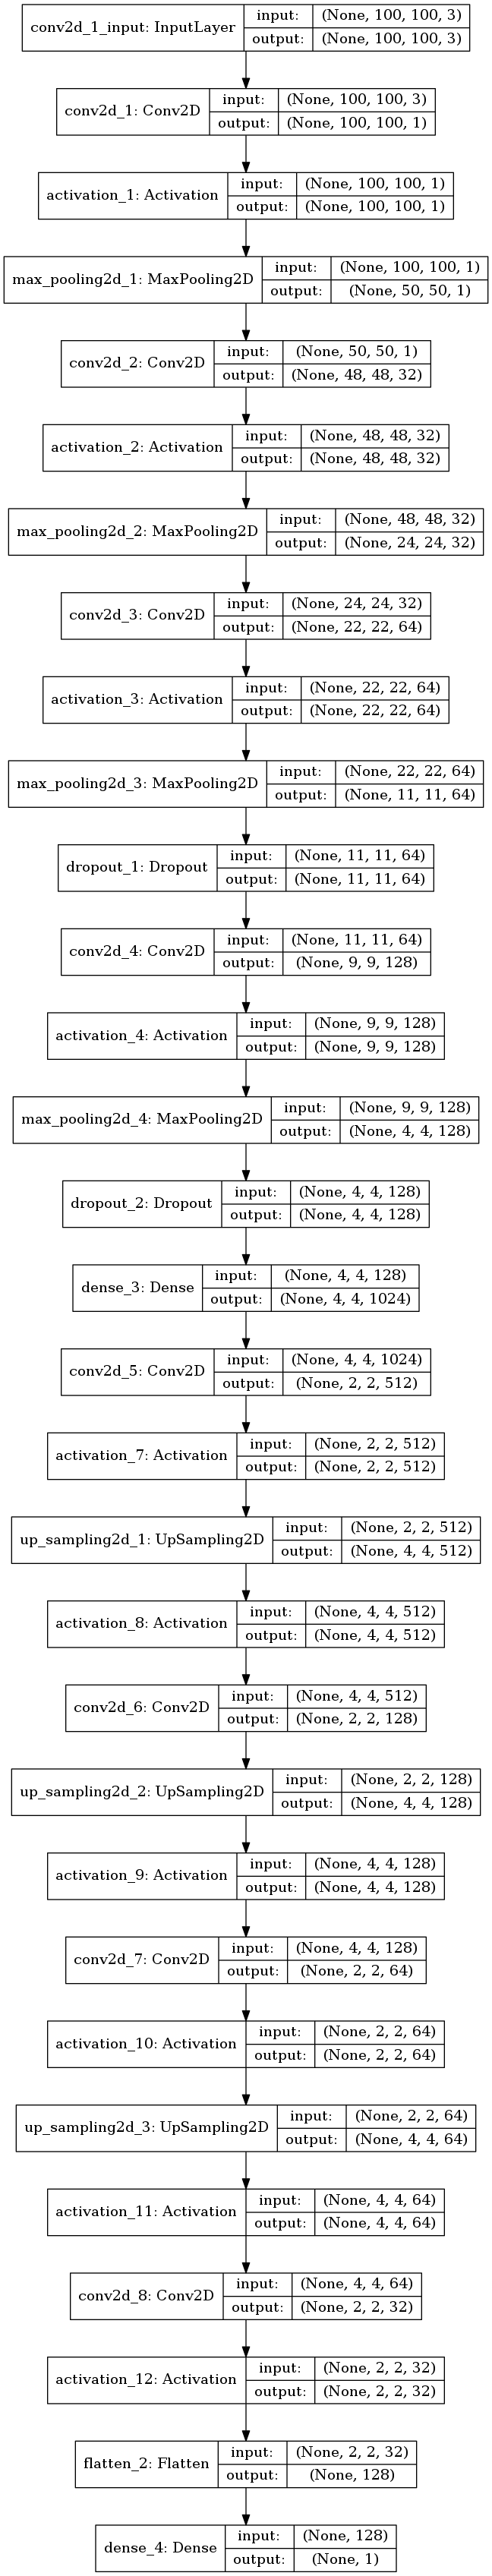 conv2d_1_input: InputLayer input: (None, 100, 100, 3)
output: (None, 100, 100, 3)
conv2d_1: Conv2D input: (None, 100, 100, 3)
output: (None, 100, 100, 1)
activation_1: Activation input: (None, 100, 100, 1)
output: (None, 100, 100, 1)
max_pooling2d_1: MaxPooling2D input: (None, 100, 100, 1)
output: (None, 50, 50, 1)
conv2d_2: Conv2D input: (None, 50, 50, 1)
output: (None, 48, 48, 32)
activation_2: Activation input: (None, 48, 48, 32)
output: (None, 48, 48, 32)
max_pooling2d_2: MaxPooling2D input: (None, 48, 48, 32)
output: (None, 24, 24, 32)
conv2d_3: Conv2D input: (None, 24, 24, 32)
output: (None, 22, 22, 64)
activation_3: Activation input: (None, 22, 22, 64)
output: (None, 22, 22, 64)
max_pooling2d_3: MaxPooling2D input: (None, 22, 22, 64)
output: (None, 11, 11, 64)
dropout_1: Dropout input: (None, 11, 11, 64)
output: (None, 11, 11, 64)
conv2d_4: Conv2D input: (None, 11, 11, 64)
output: (None, 9, 9, 128)
activation_4: Activation input: (None, 9, 9, 128)
output: (None, 9, 9, 128)
max_pooling2d_4: MaxPooling2D input: (None, 9, 9, 128)
output: (None, 4, 4, 128)
dropout_2: Dropout input: (None, 4, 4, 128)
output: (None, 4, 4, 128)
dense_3: Dense input: (None, 4, 4, 128)
output: (None, 4, 4, 1024)
conv2d_5: Conv2D input: (None, 4, 4, 1024)
output: (None, 2, 2, 512)
activation_7: Activation input: (None, 2, 2, 512)
output: (None, 2, 2, 512)
up_sampling2d_1: UpSampling2D input: (None, 2, 2, 512)
output: (None, 4, 4, 512)
activation_8: Activation input: (None, 4, 4, 512)
output: (None, 4, 4, 512)
conv2d_6: Conv2D input: (None, 4, 4, 512)
output: (None, 2, 2, 128)
up_sampling2d_2: UpSampling2D input: (None, 2, 2, 128)
output: (None, 4, 4, 128)
activation_9: Activation input: (None, 4, 4, 128)
output: (None, 4, 4, 128)
conv2d_7: Conv2D input: (None, 4, 4, 128)
output: (None, 2, 2, 64)
activation_10: Activation input: (None, 2, 2, 64)
output: (None, 2, 2, 64)
up_sampling2d_3: UpSampling2D input: (None, 2, 2, 64)
output: (None, 4, 4, 64)
activation_11: Activation input: (None, 4, 4, 64)
output: (None, 4, 4, 64)
conv2d_8: Conv2D input: (None, 4, 4, 64)
output: (None, 2, 2, 32)
activation_12: Activation input: (None, 2, 2, 32)
output: (None, 2, 2, 32)
flatten_2: Flatten input: (None, 2, 2, 32)
output: (None, 128)
dense_4: Dense input: (None, 128)
output: (None, 1)